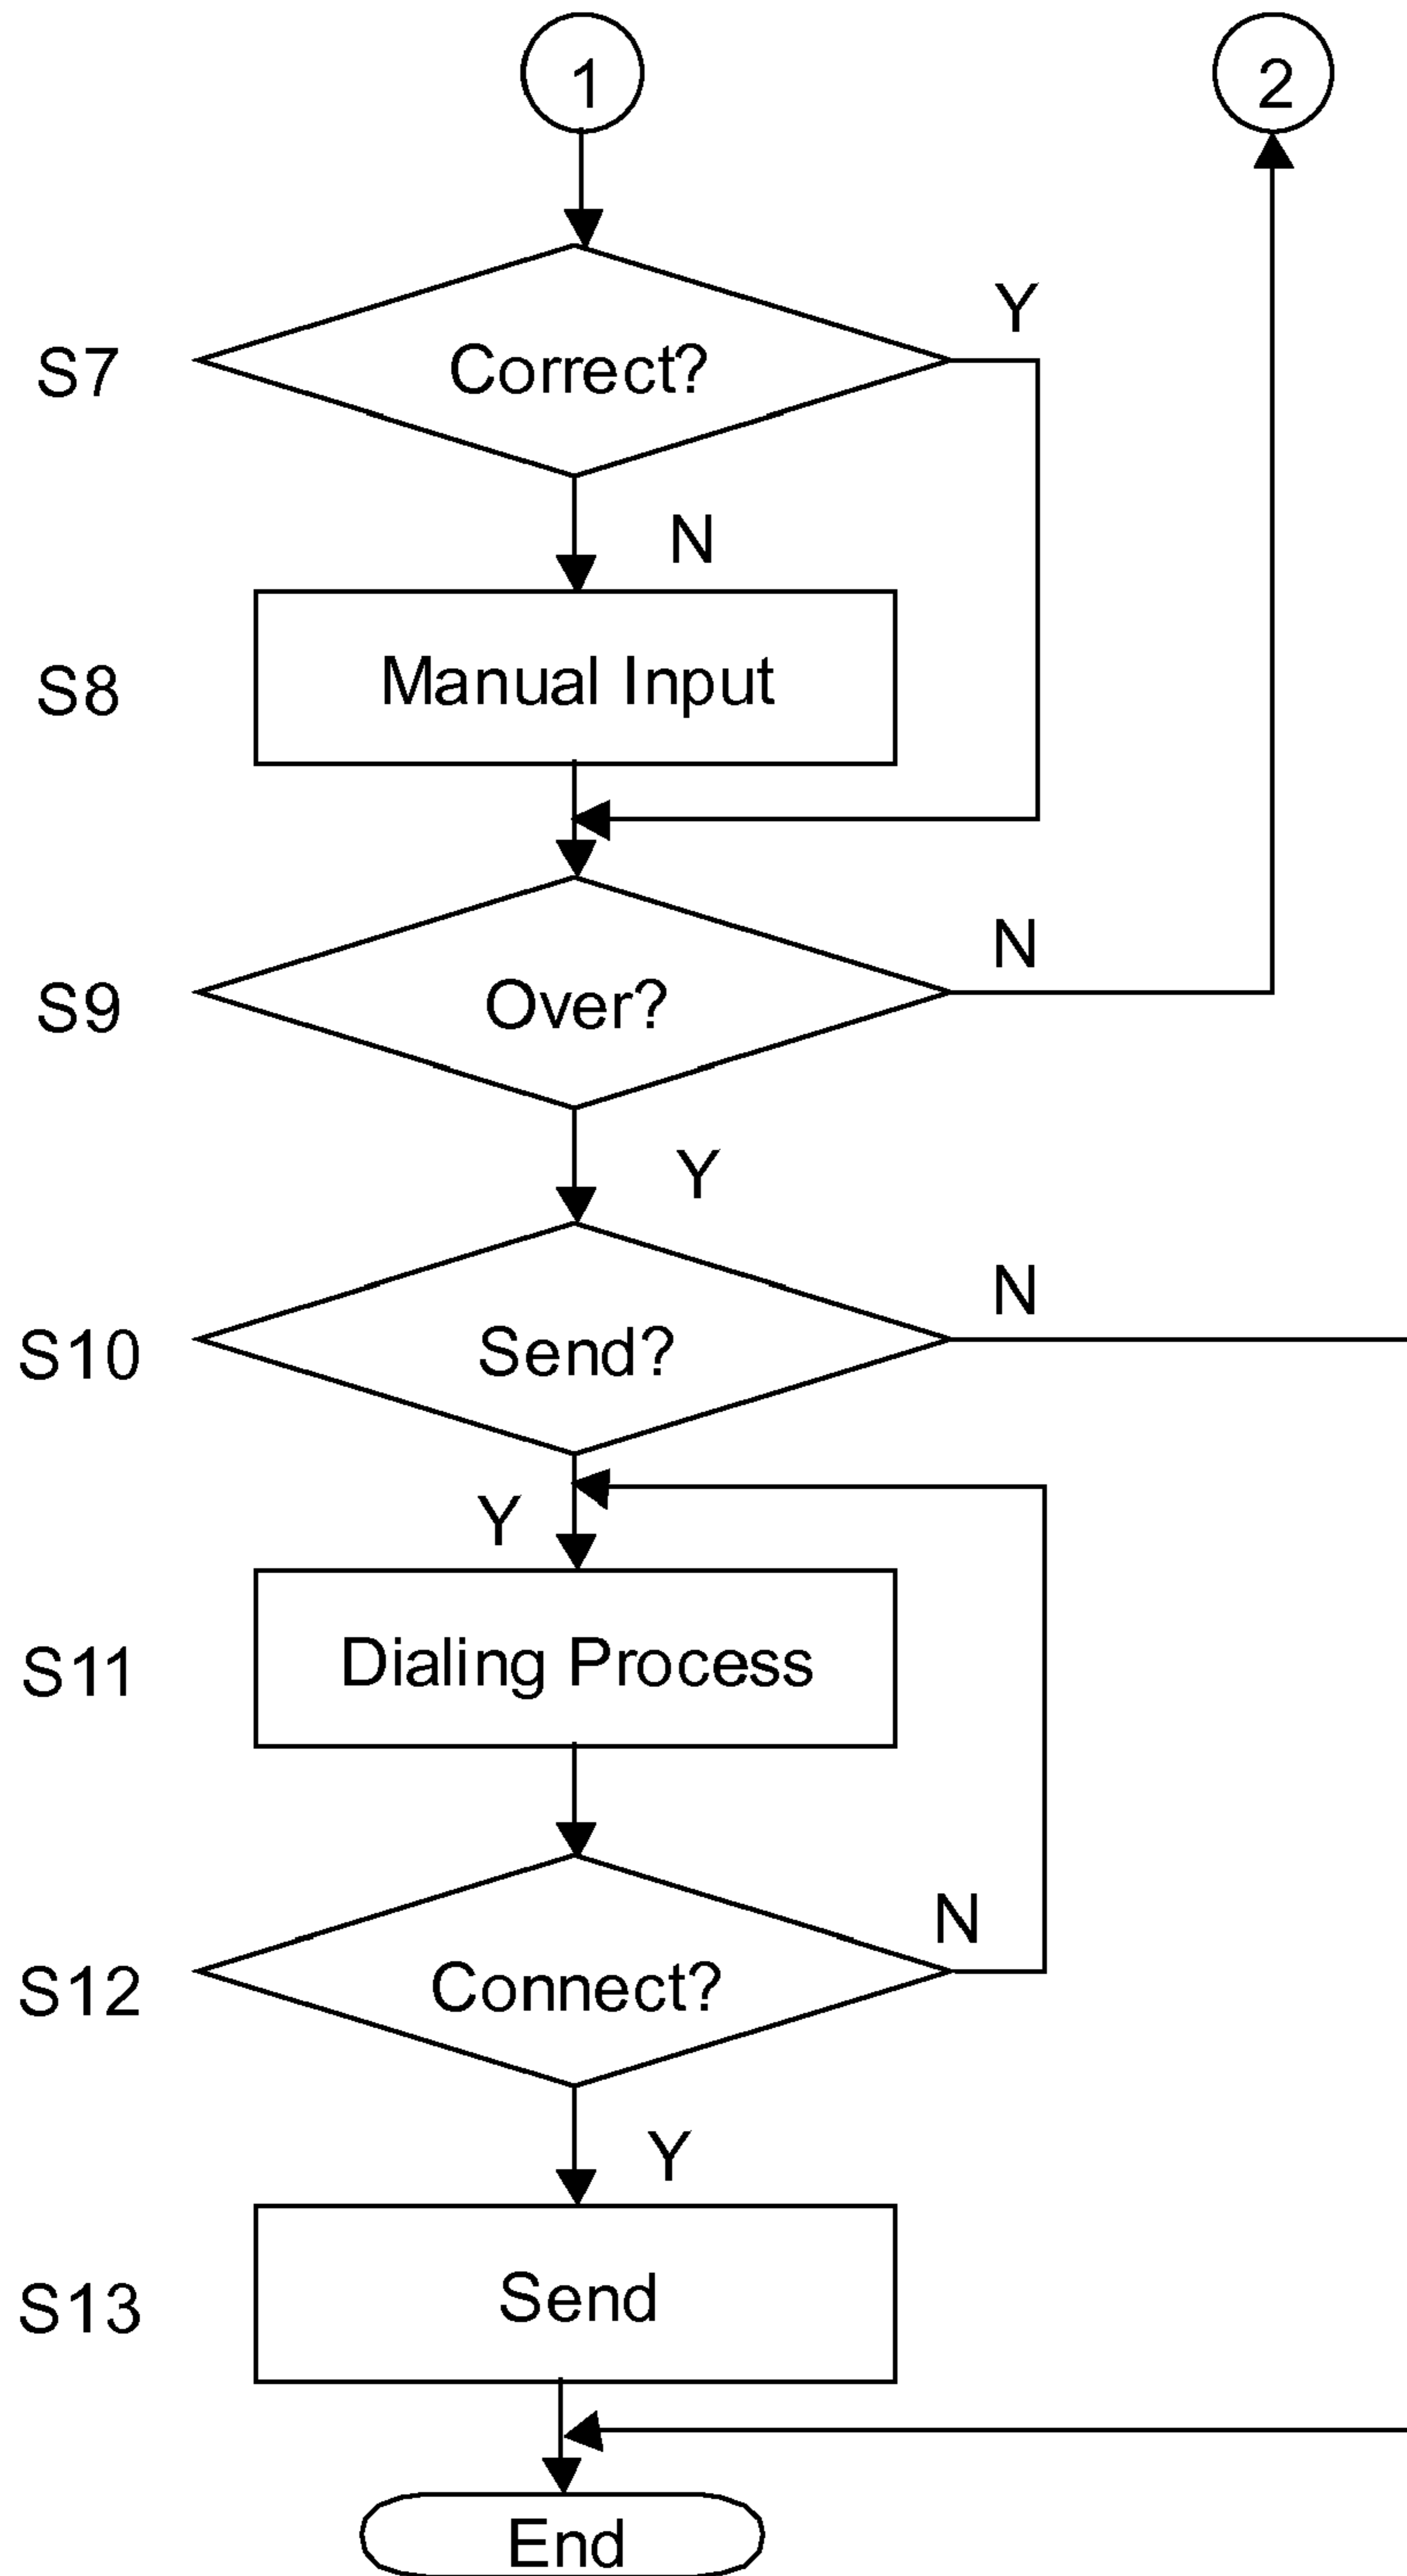 1
2
Y
S7
Correct?
N
S8
Manual Input
N
S9
Over?
Y
N
S10
Send?
Y
S11
Dialing Process
N
S12
Connect?
Y
S13
Send
End